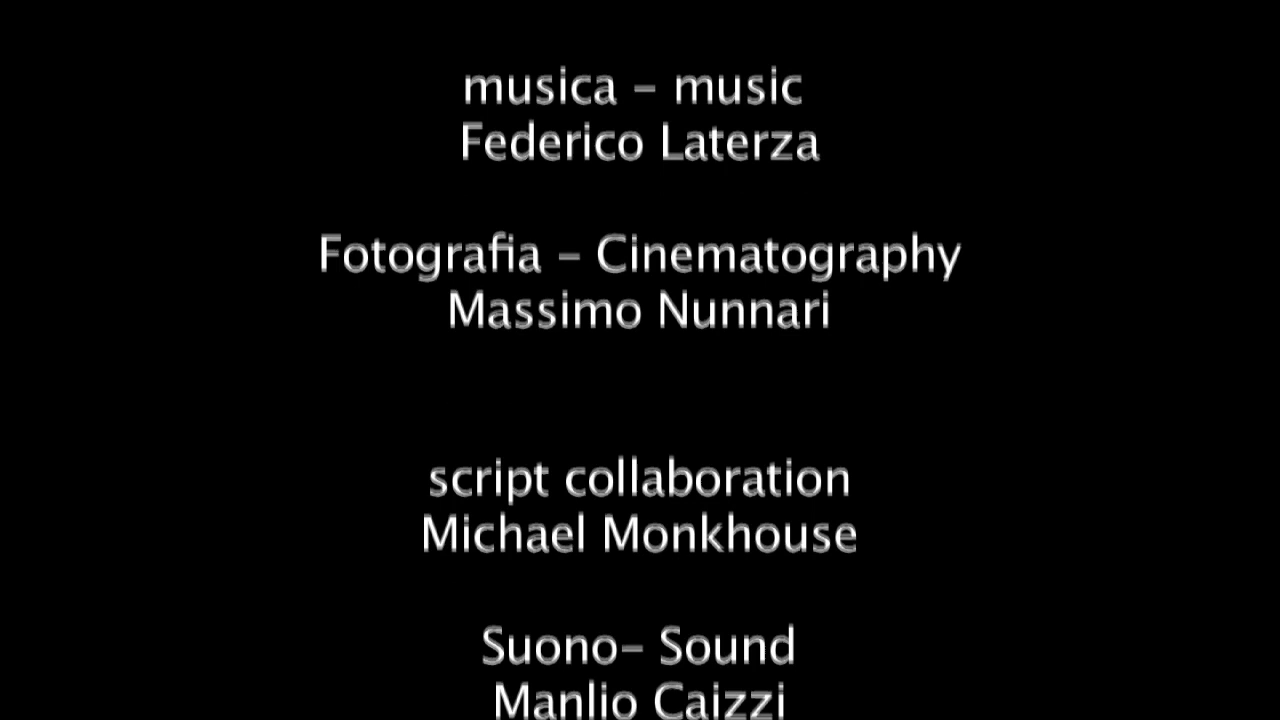 musica - music
Federico Laterza
Fotografia - Cinematography
Massimo Nunnari
script collaboration
Michael Monkhouse
Suono- Sound
Manlio Caizzi